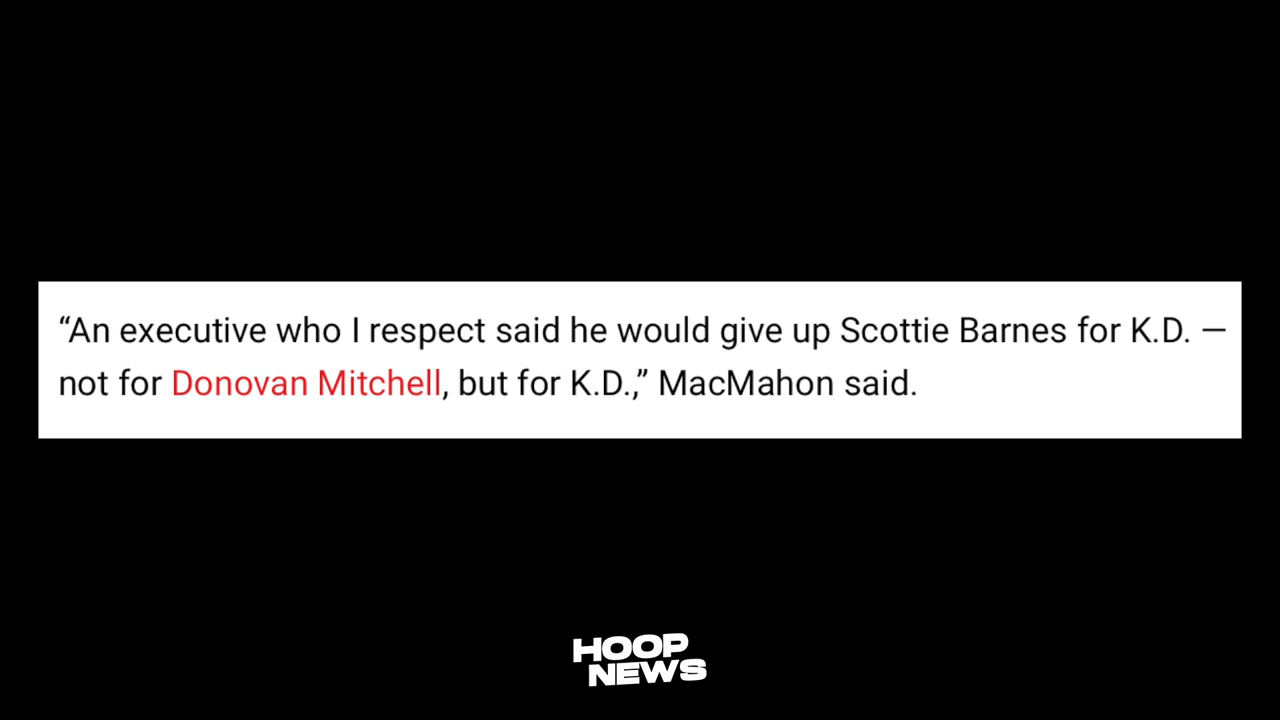 “An executive who I respect said he would give up Scottie Barnes for K.D. —
not for Donovan Mitchell, but for K.D.,” MacMahon said.
HOOP
NEWS